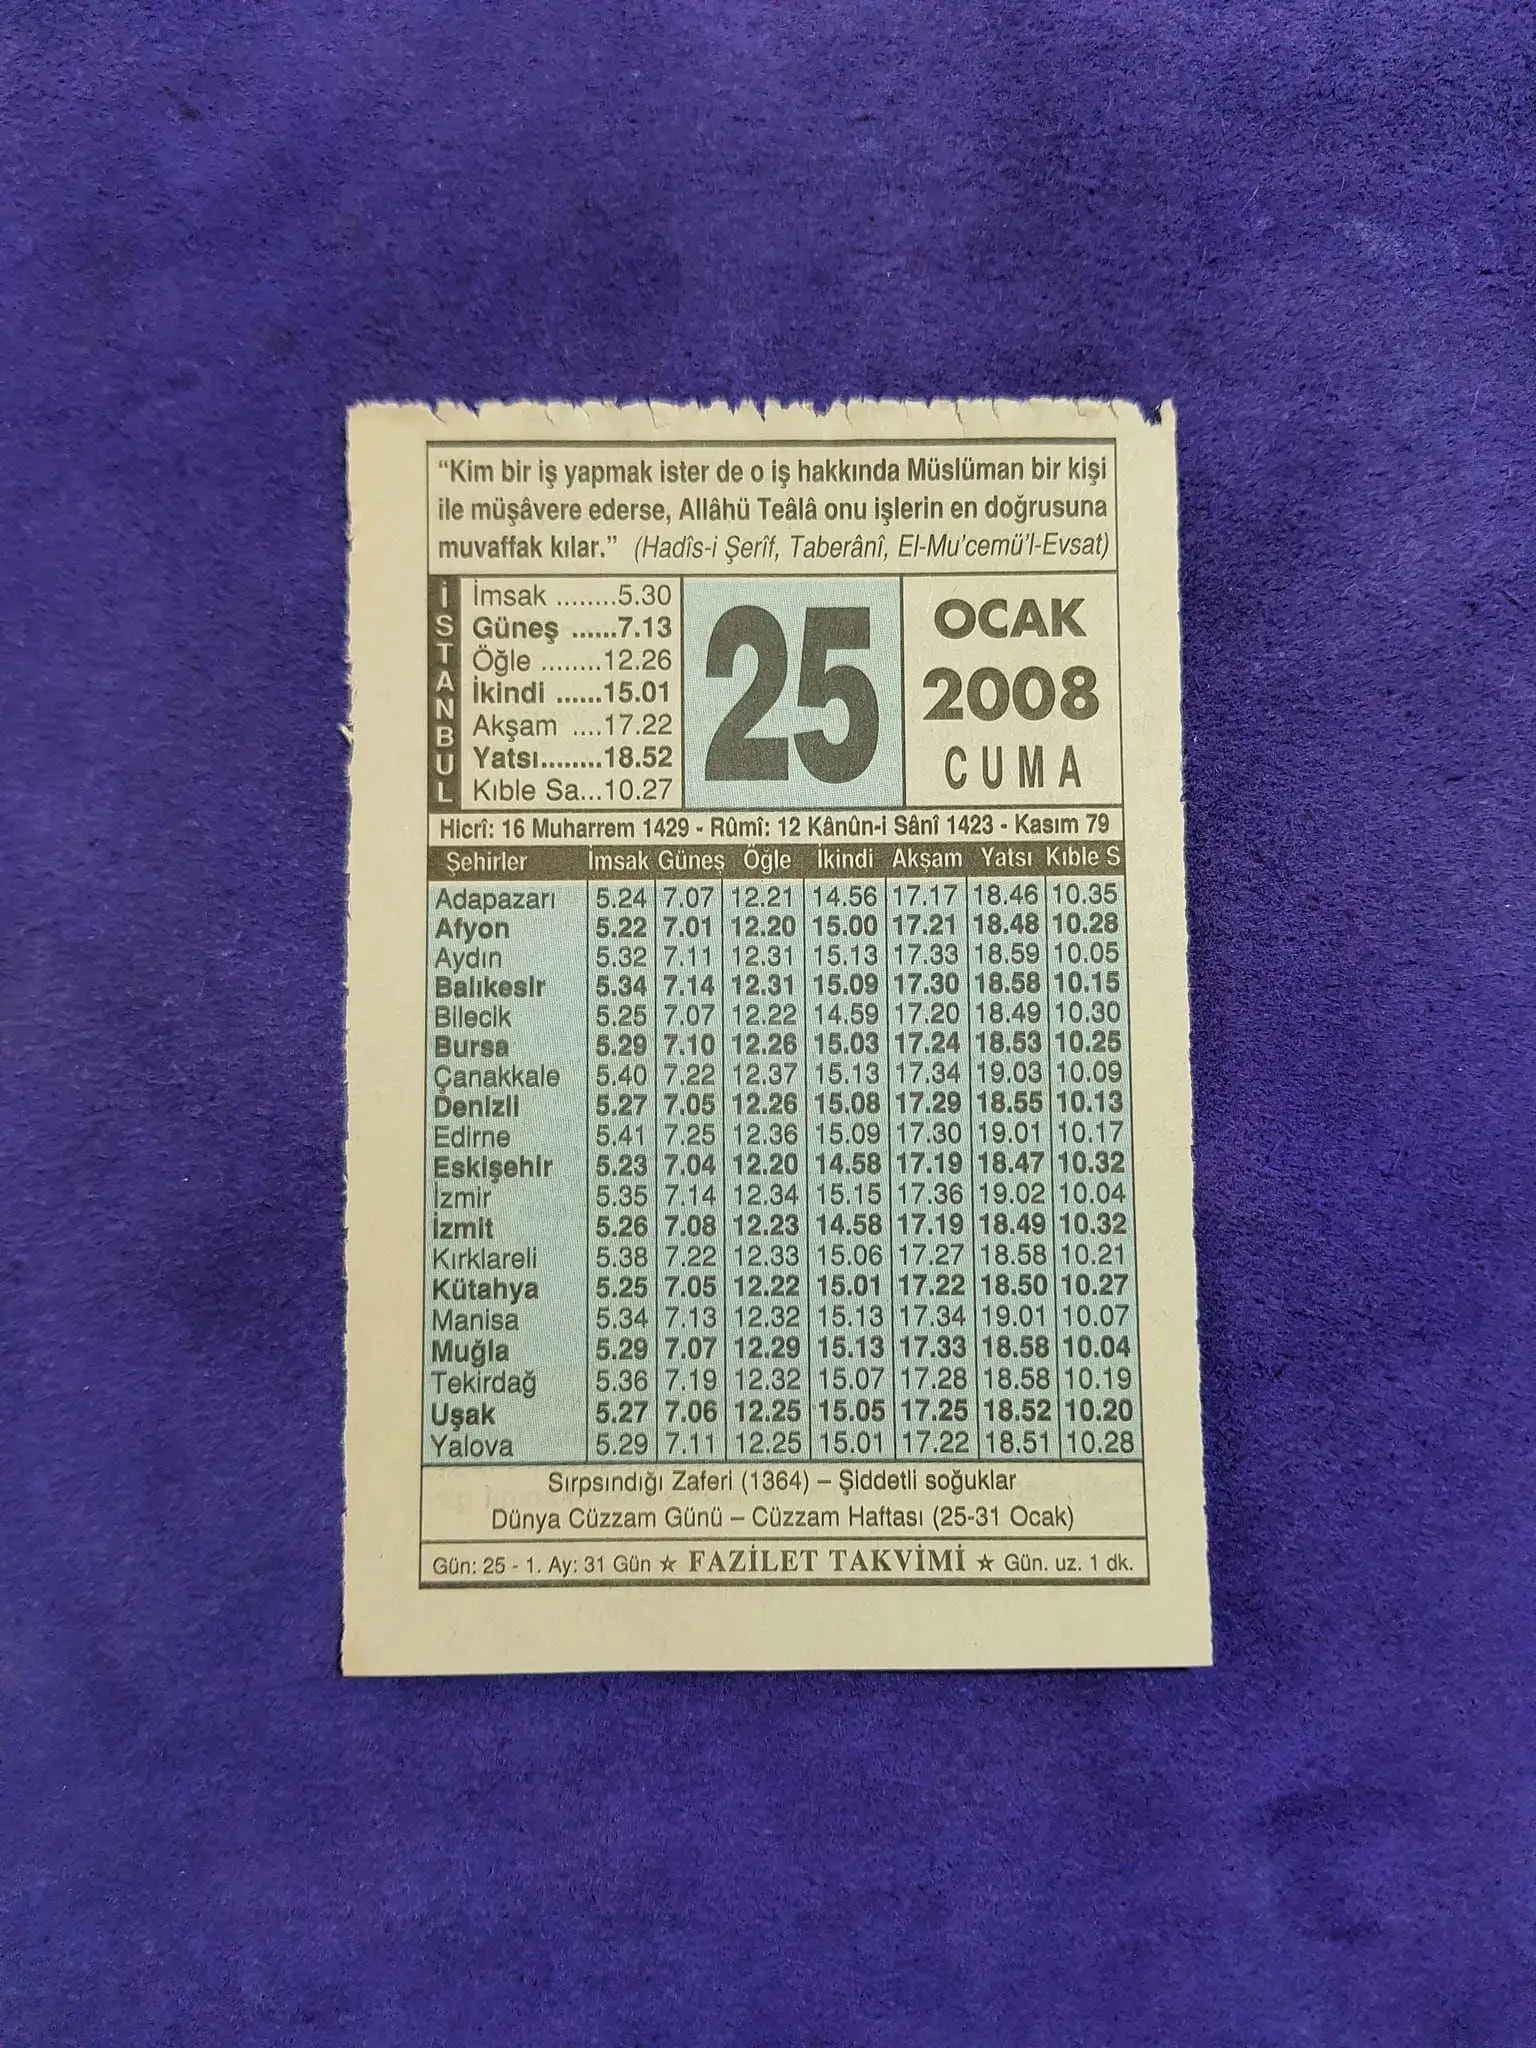 “Kim bir iş yapmak ister de o iş hakkında Müslüman bir kişi
ile müşâvere ederse, Allâhü Teâlâ onu işlerin en doğrusuna
muvaffak kılar.” (Hadîs-i Şerîf, Taberânî, El-Mu’cemü’l-Evsat)
İSTANBUL
İmsak ........5.30
Güneş ......7.13
Öğle ........12.26
İkindi ......15.01
Akşam ....17.22
Yatsı........18.52
Kıble Sa...10.27
25
OCAK
2008
CUMA
Hicrî: 16 Muharrem 1429 - Rûmî: 12 Kânûn-i Sânî 1423 - Kasım 79
Şehirler İmsak Güneş Öğle İkindi Akşam Yatsı Kıble S
Adapazarı 5.24 7.07 12.21 14.56 17.17 18.46 10.35
Afyon 5.22 7.01 12.20 15.00 17.21 18.48 10.28
Aydın 5.32 7.11 12.31 15.13 17.33 18.59 10.05
Balıkesir 5.34 7.14 12.31 15.09 17.30 18.58 10.15
Bilecik 5.25 7.07 12.22 14.59 17.20 18.49 10.30
Bursa 5.29 7.10 12.26 15.03 17.24 18.53 10.25
Çanakkale 5.40 7.22 12.37 15.13 17.34 19.03 10.09
Denizli 5.27 7.05 12.26 15.08 17.29 18.55 10.13
Edirne 5.41 7.25 12.36 15.09 17.30 19.01 10.17
Eskişehir 5.23 7.04 12.20 14.58 17.19 18.47 10.32
İzmir 5.35 7.14 12.34 15.15 17.36 19.02 10.04
İzmit 5.26 7.08 12.23 14.58 17.19 18.49 10.32
Kırklareli 5.38 7.22 12.33 15.06 17.27 18.58 10.21
Kütahya 5.25 7.05 12.22 15.01 17.22 18.50 10.27
Manisa 5.34 7.13 12.32 15.13 17.34 19.01 10.07
Muğla 5.29 7.07 12.29 15.13 17.33 18.58 10.04
Tekirdağ 5.36 7.19 12.32 15.07 17.28 18.58 10.19
Uşak 5.27 7.06 12.25 15.05 17.25 18.52 10.20
Yalova 5.29 7.11 12.25 15.01 17.22 18.51 10.28
Sırpsındığı Zaferi (1364) – Şiddetli soğuklar
Dünya Cüzzam Günü – Cüzzam Haftası (25-31 Ocak)
Gün: 25 - 1. Ay: 31 Gün ☆ FAZİLET TAKVİMİ ☆ Gün. uz. 1 dk.